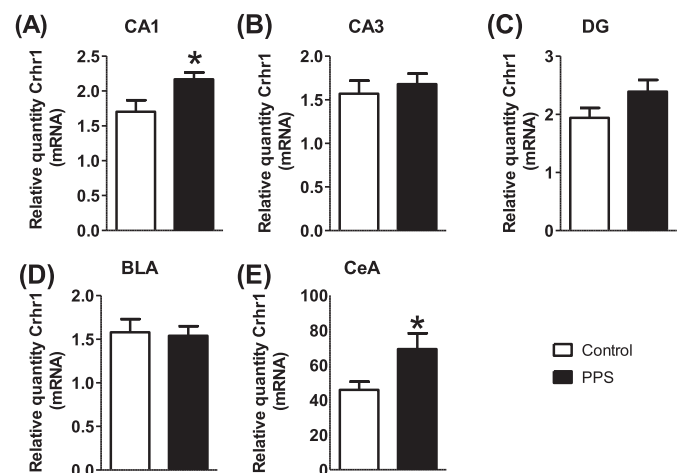 (A)
CA1
Relative quantity Crhr1
(mRNA)
2.5
2.0
1.5
1.0
0.5
0.0
*
(B)
CA3
Relative quantity Crhr1
(mRNA)
2.0
1.5
1.0
0.5
0.0
(C)
DG
Relative quantity Crhr1
(mRNA)
3
2
1
0
(D)
BLA
Relative quantity Crhr1
(mRNA)
2.0
1.5
1.0
0.5
0.0
(E)
CeA
Relative quantity Crhr1
(mRNA)
100
80
60
40
20
0
*
Control
PPS